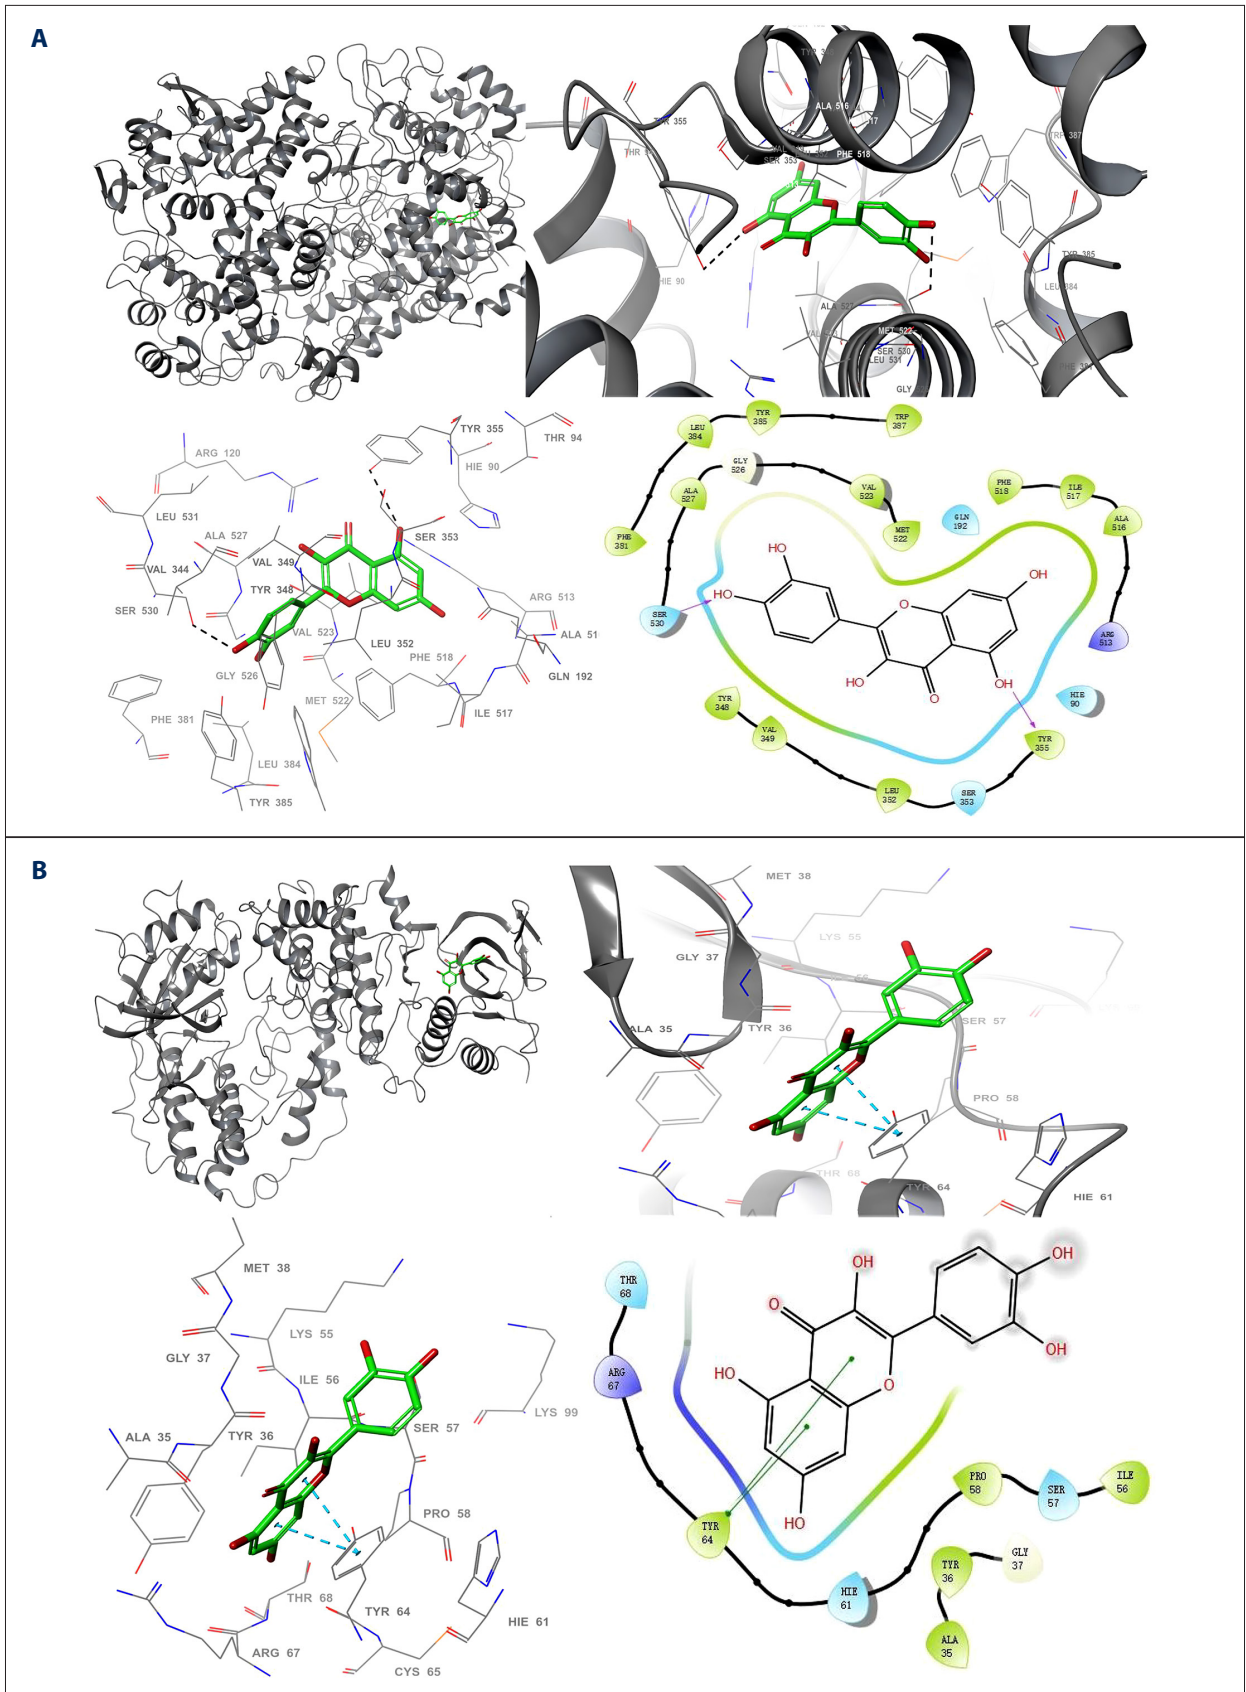 A
TYR 355
ALA 516
PHE 518
SER 353
TRP 387
TYR 385
LEU 384
HIE 90
ALA 527
MET 522
SER 530
LEU 531
GLY
PHE 381
ARG 120
TYR 355
THR 94
HIE 90
LEU 531
SER 353
ALA 527
VAL 349
VAL 344
TYR 348
SER 530
ARG 513
VAL 523
ALA 51
LEU 352
PHE 518
GLN 192
GLY 526
MET 522
ILE 517
PHE 381
LEU 384
TYR 385
TYR
385
TRP
387
LEU
384
GLY
526
ALA
527
VAL
523
PHE
518
ILE
517
GLN
192
ALA
516
PHE
381
MET
522
HO
HO
OH
O
SER
530
ARG
513
HO
O
OH
HIE
90
TYR
348
VAL
349
TYR
355
LEU
352
SER
353
B
MET 38
LYS 55
GLY 37
ALA 35
TYR 36
SER 57
PRO 58
THR 68
TYR 64
HIE 61
MET 38
LYS 55
GLY 37
ILE 56
LYS 99
ALA 35
TYR 36
SER 57
PRO 58
THR 68
TYR 64
HIE 61
ARG 67
CYS 65
THR
68
OH
OH
O
OH
ARG
67
HO
O
HO
TYR
64
PRO
58
SER
57
ILE
56
GLY
37
TYR
36
HIE
61
ALA
35